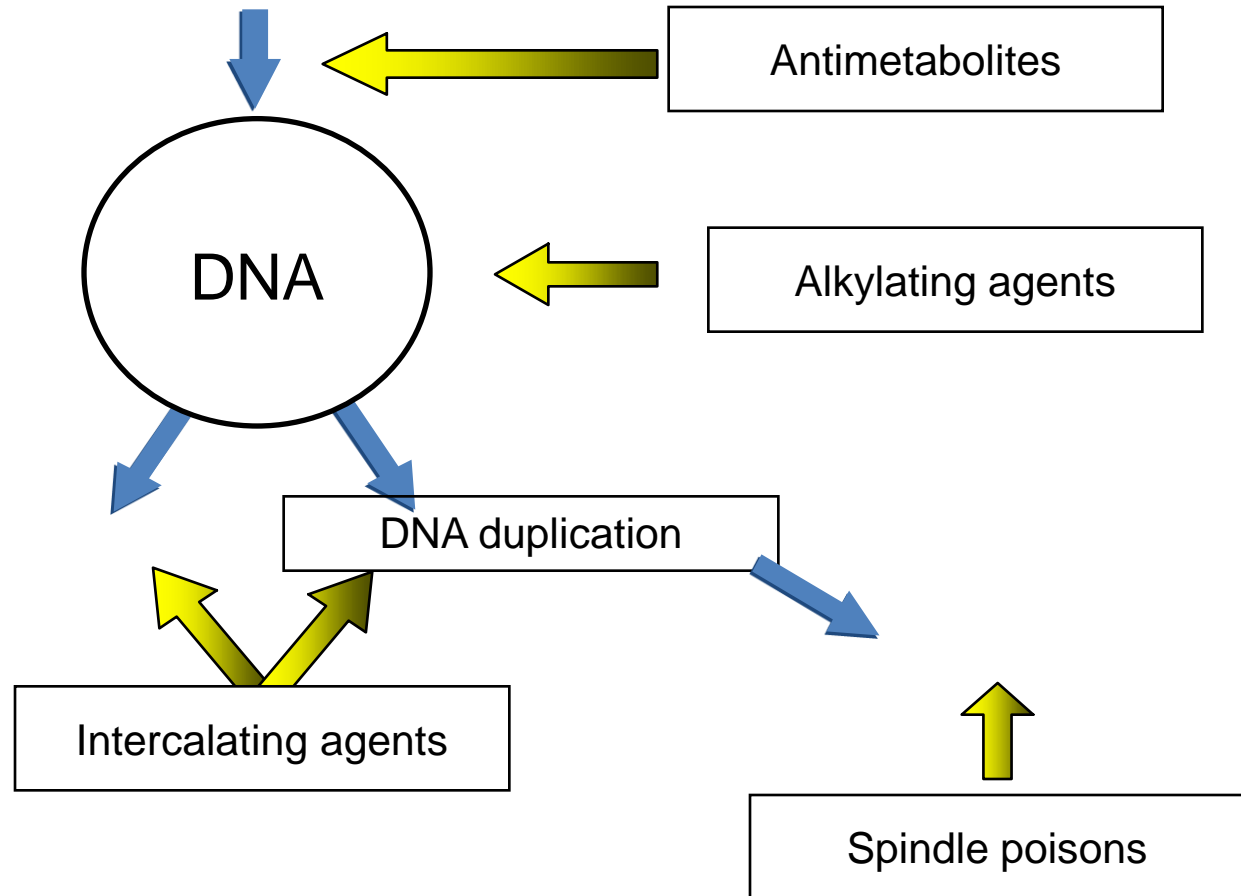 Antimetabolites
DNA
Alkylating agents
DNA duplication
Intercalating agents
Spindle poisons